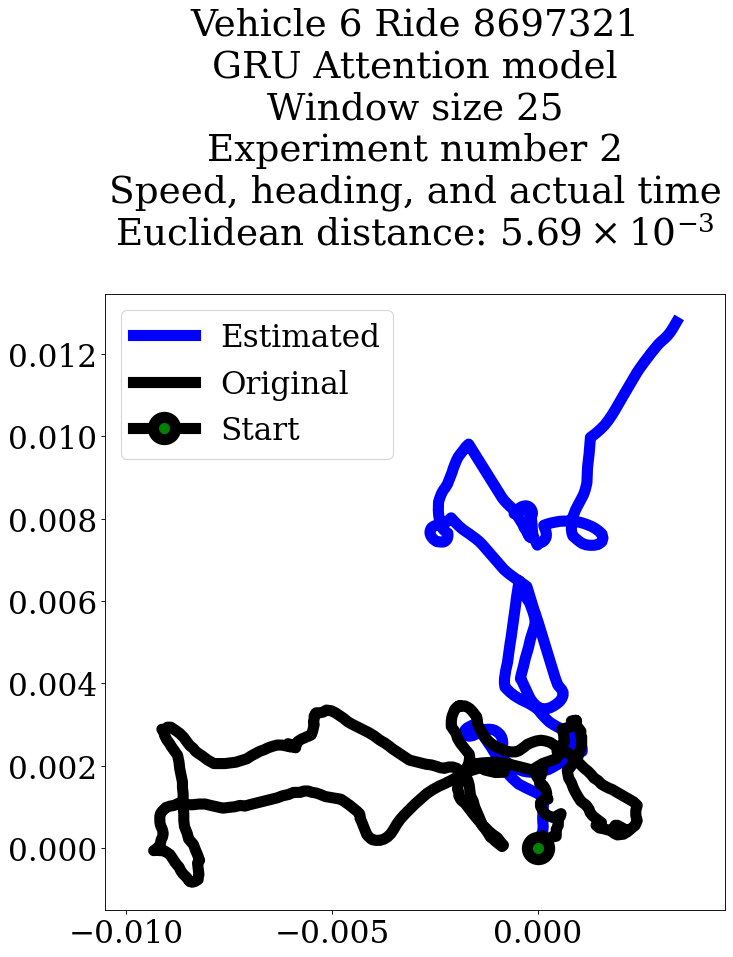 Vehicle 6 Ride 8697321
GRU Attention model
Window size 25
Experiment number 2
Speed, heading, and actual time
Euclidean distance: 5.69 × 10⁻³
Estimated
Original
Start
0.012
0.010
0.008
0.006
0.004
0.002
0.000
−0.010
−0.005
0.000